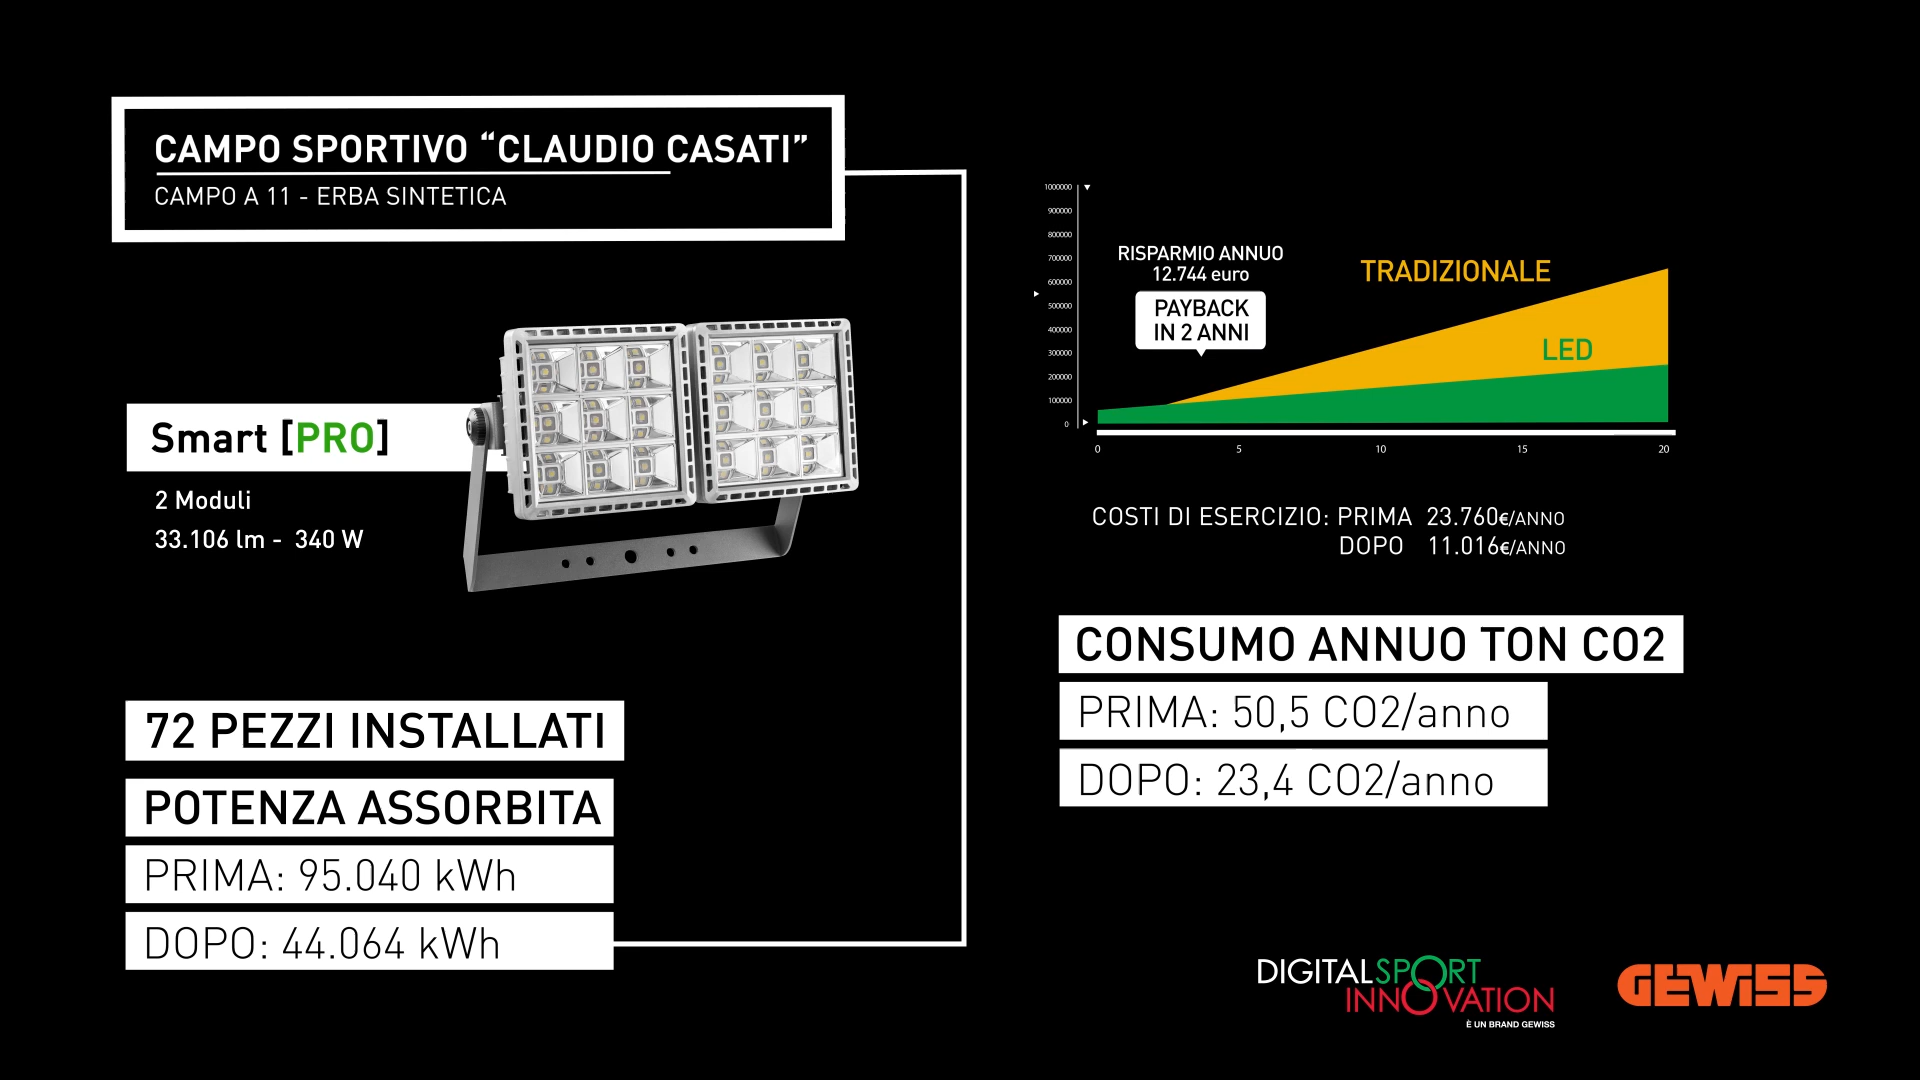 CAMPO SPORTIVO “CLAUDIO CASATI”
CAMPO A 11 - ERBA SINTETICA
Smart [PRO]
2 Moduli
33.106 lm - 340 W
72 PEZZI INSTALLATI
POTENZA ASSORBITA
PRIMA: 95.040 kWh
DOPO: 44.064 kWh
1000000
900000
800000
700000
600000
500000
400000
300000
200000
100000
0
RISPARMIO ANNUO
12.744 euro
PAYBACK
IN 2 ANNI
TRADIZIONALE
LED
0 5 10 15 20
COSTI DI ESERCIZIO: PRIMA 23.760€/ANNO
DOPO 11.016€/ANNO
CONSUMO ANNUO TON CO2
PRIMA: 50,5 CO2/anno
DOPO: 23,4 CO2/anno
DIGITALSPORT
INNOVATION
È UN BRAND GEWISS
GEWISS